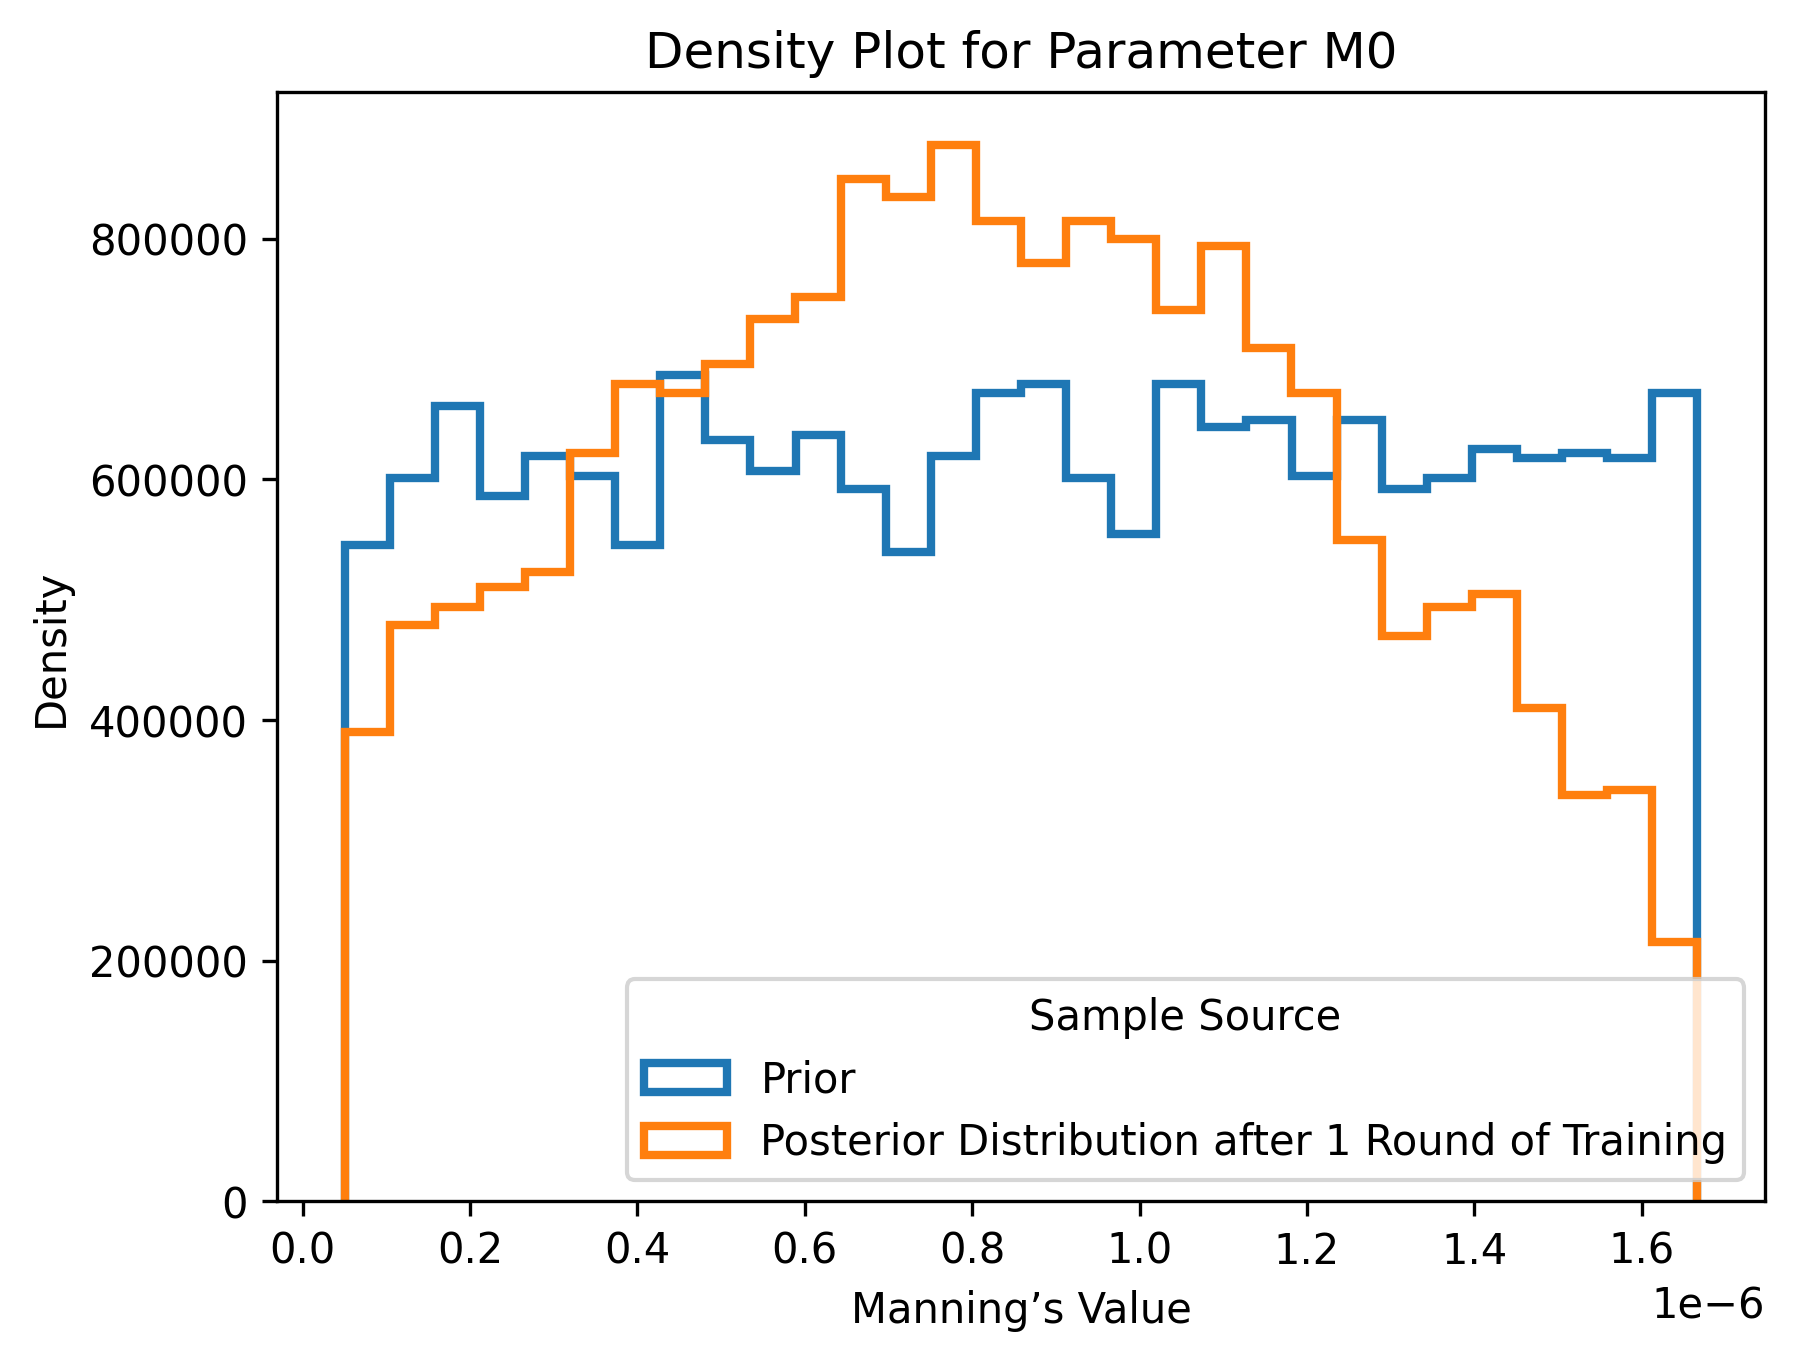 Density Plot for Parameter M0
800000
600000
400000
200000
0
Density
0.0 0.2 0.4 0.6 0.8 1.0 1.2 1.4 1.6
1e−6
Manning’s Value
Sample Source
Prior
Posterior Distribution after 1 Round of Training